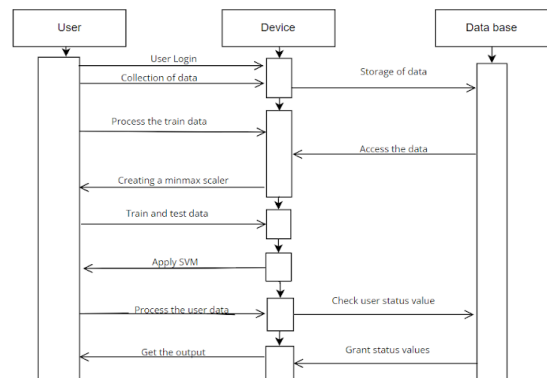 User
Device
Data base
User Login
Collection of data
Storage of data
Process the train data
Access the data
Creating a minmax scaler
Train and test data
Apply SVM
Process the user data
Check user status value
Get the output
Grant status values